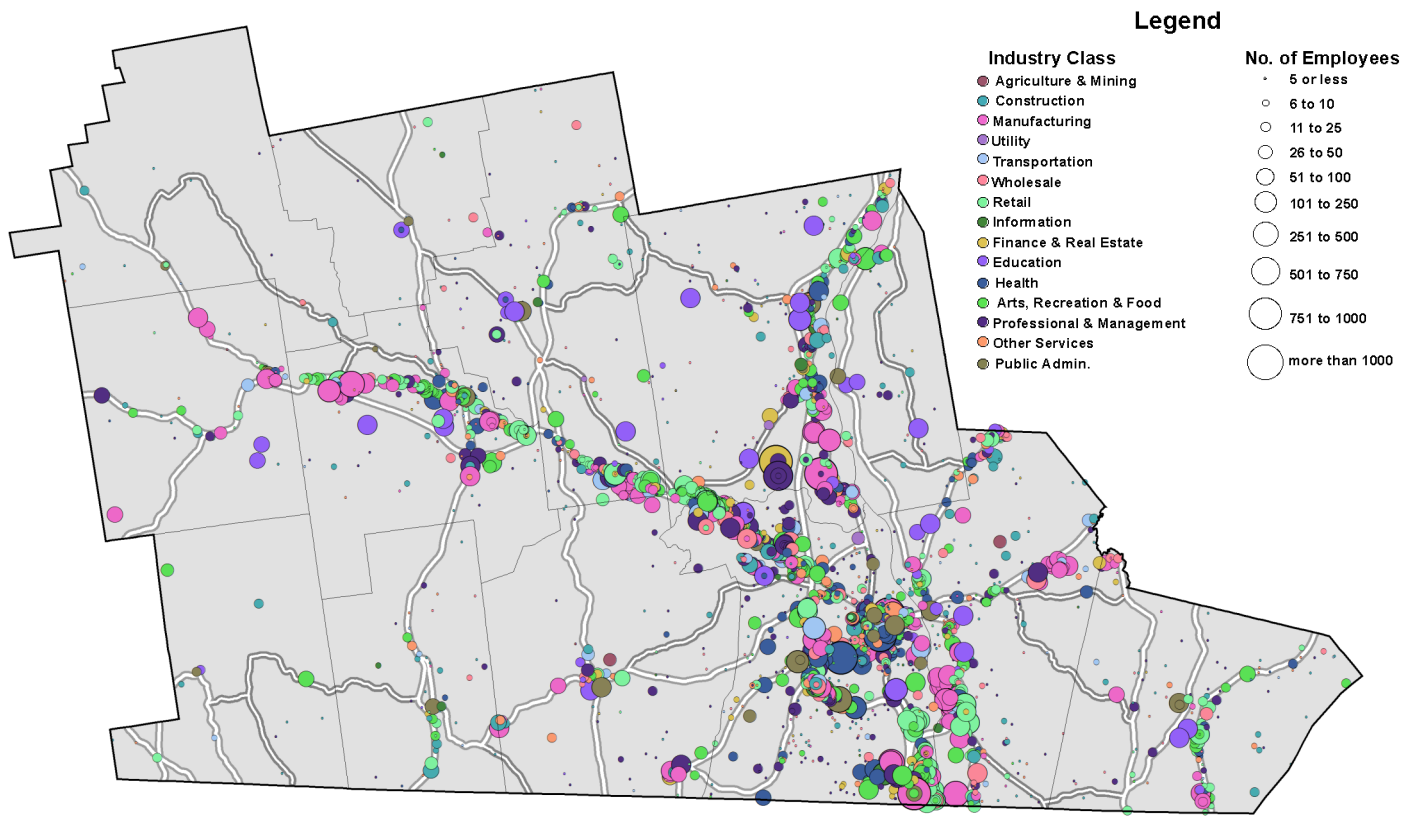 Legend
Industry Class
Agriculture & Mining
Construction
Manufacturing
Utility
Transportation
Wholesale
Retail
Information
Finance & Real Estate
Education
Health
Arts, Recreation & Food
Professional & Management
Other Services
Public Admin.
No. of Employees
5 or less
6 to 10
11 to 25
26 to 50
51 to 100
101 to 250
251 to 500
501 to 750
751 to 1000
more than 1000